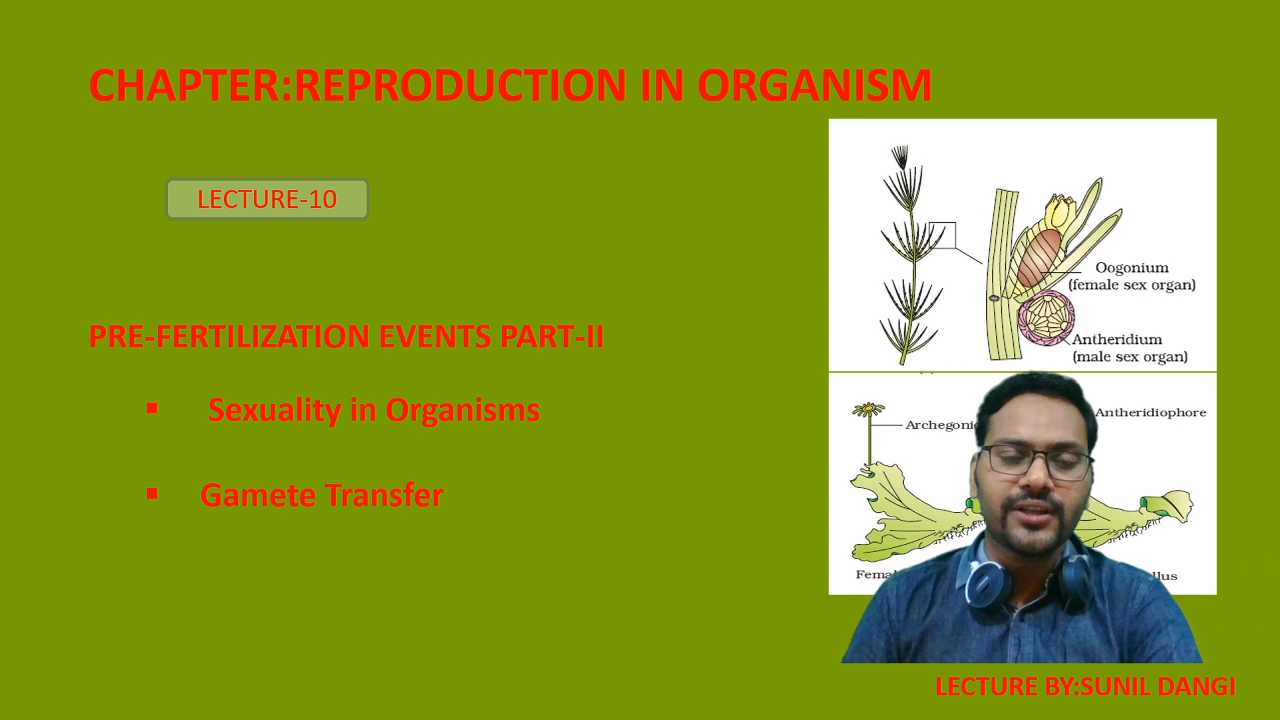 CHAPTER:REPRODUCTION IN ORGANISM
LECTURE-10
PRE-FERTILIZATION EVENTS PART-II
▪ Sexuality in Organisms
▪ Gamete Transfer
Oogonium
(female sex organ)
Antheridium
(male sex organ)
Antheridiophore
LECTURE BY:SUNIL DANGI